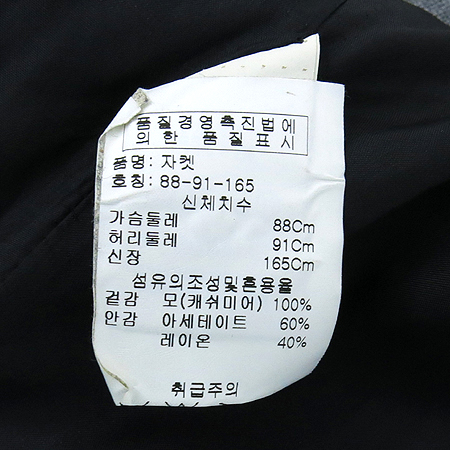 품질경영촉진법에
의한 품질표시
품명: 자켓
호칭: 88-91-165
신체치수
가슴둘레 88Cm
허리둘레 91Cm
신장 165Cm
섬유의조성및혼용율
겉감 모(캐쉬미어) 100%
안감 아세테이트 60%
레이온 40%
취급주의